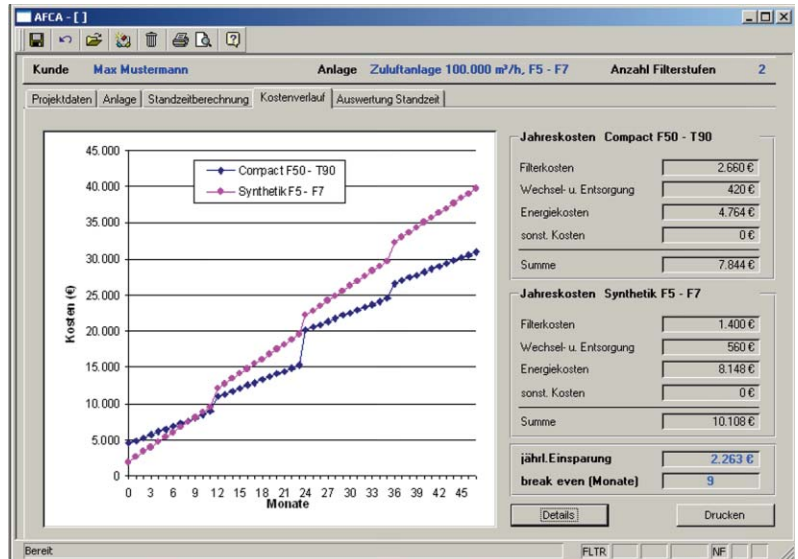 AFCA - [ ]
Kunde Max Mustermann Anlage Zuluftanlage 100.000 m³/h, F5 - F7 Anzahl Filterstufen 2
Projektdaten Anlage Standzeitberechnung Kostenverlauf Auswertung Standzeit
45.000
40.000
35.000
30.000
25.000
20.000
15.000
10.000
5.000
0
Kosten (€)
Compact F50 - T90
Synthetik F5 - F7
0 3 6 9 12 15 18 21 24 27 30 33 36 39 42 45
Monate
Jahreskosten Compact F50 - T90
Filterkosten 2.660 €
Wechsel- u. Entsorgung 420 €
Energiekosten 4.764 €
sonst. Kosten 0 €
Summe 7.844 €
Jahreskosten Synthetik F5 - F7
Filterkosten 1.400 €
Wechsel- u. Entsorgung 560 €
Energiekosten 8.148 €
sonst. Kosten 0 €
Summe 10.108 €
jährl.Einsparung 2.263 €
break even (Monate) 9
Details Drucken
Bereit FLTR NF